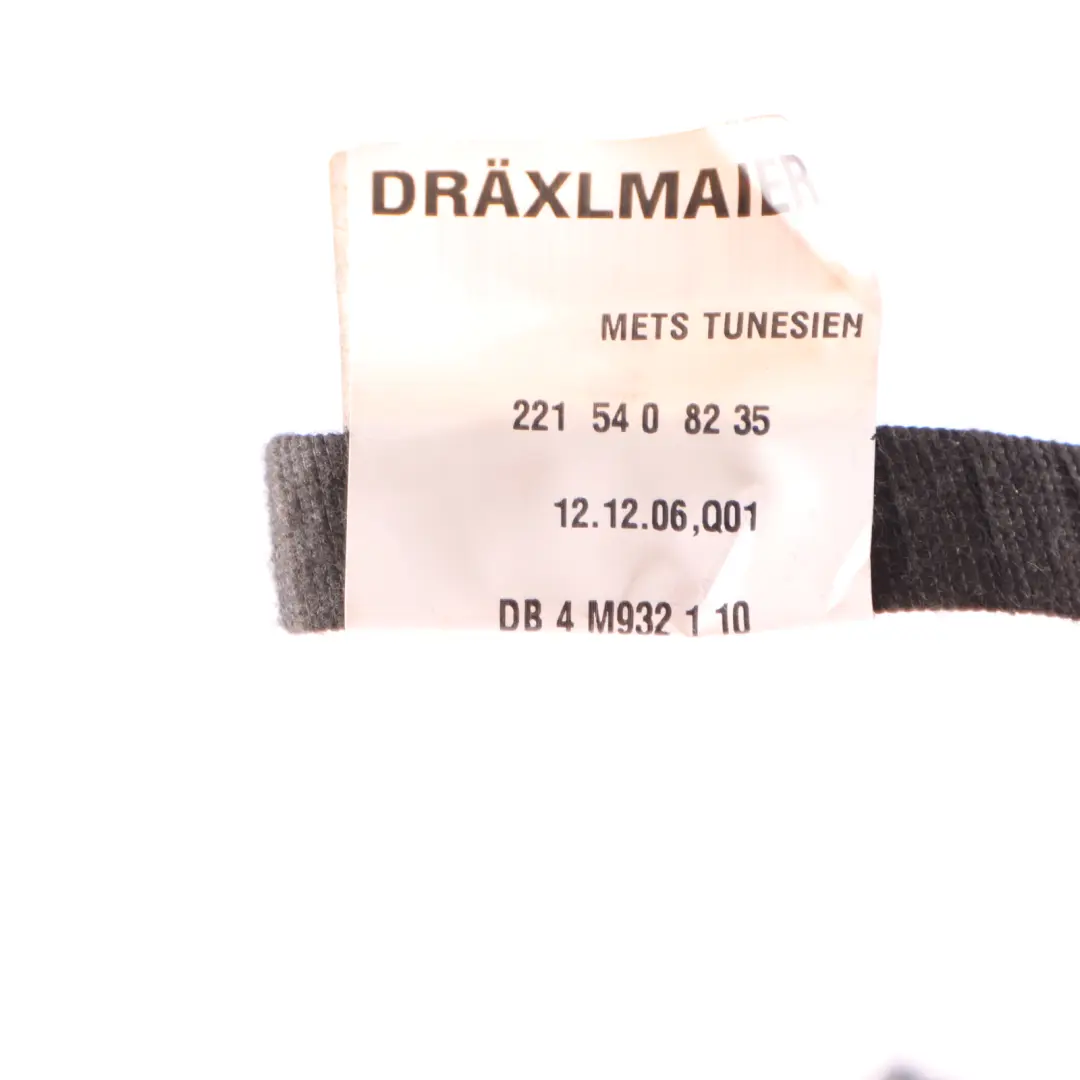 DRÄXLMAIER
METS TUNESIEN
221 54 0 82 35
12.12.06,Q01
DB 4 M932 1 10